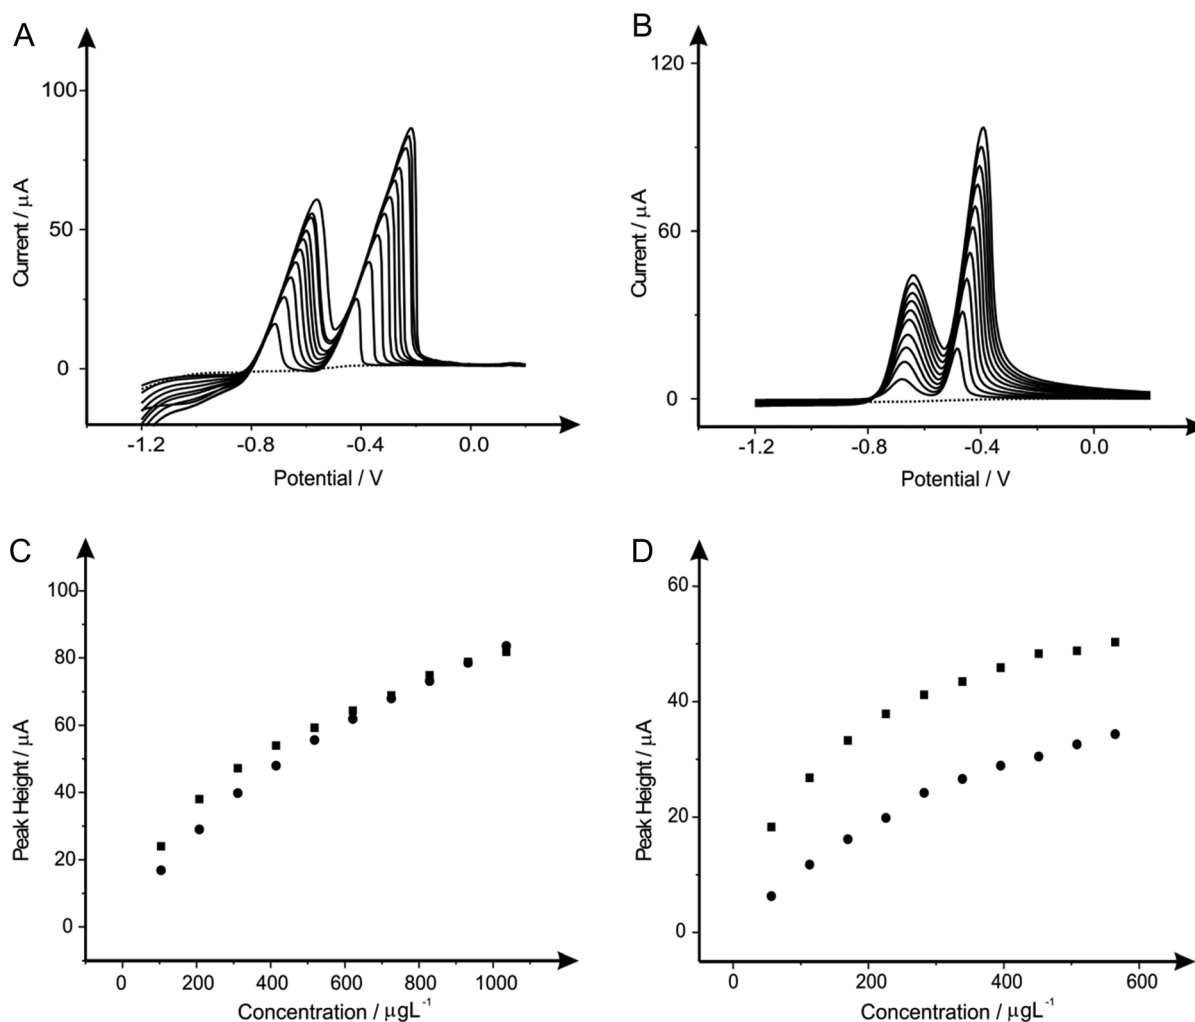 A
100
50
0
Current / μA
-1.2 -0.8 -0.4 0.0
Potential / V
B
120
60
0
Current / μA
-1.2 -0.8 -0.4 0.0
Potential / V
C
100
80
60
40
20
0
Peak Height / μA
0 200 400 600 800 1000
Concentration / μgL⁻¹
D
60
40
20
0
Peak Height / μA
0 200 400 600
Concentration / μgL⁻¹